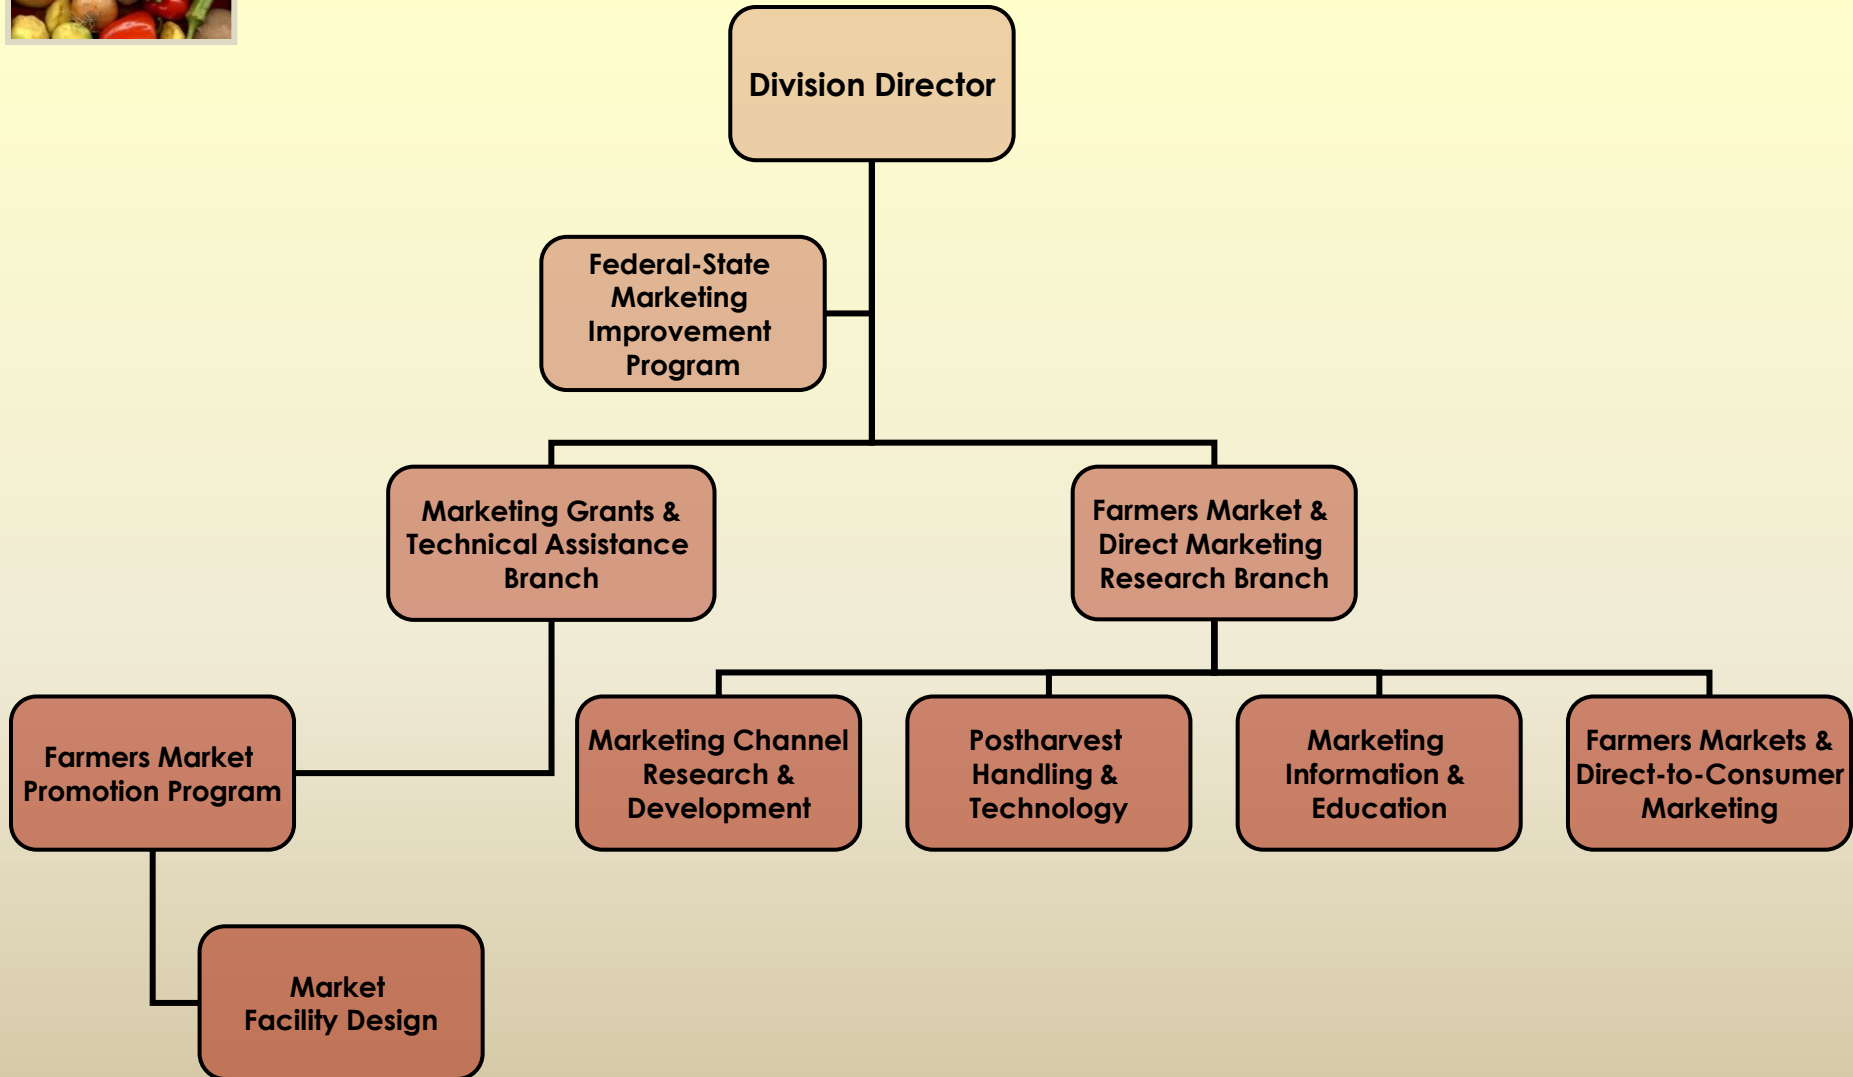 Division Director
Federal-State
Marketing
Improvement
Program
Marketing Grants &
Technical Assistance
Branch
Farmers Market &
Direct Marketing
Research Branch
Farmers Market
Promotion Program
Marketing Channel
Research &
Development
Postharvest
Handling &
Technology
Marketing
Information &
Education
Farmers Markets &
Direct-to-Consumer
Marketing
Market
Facility Design